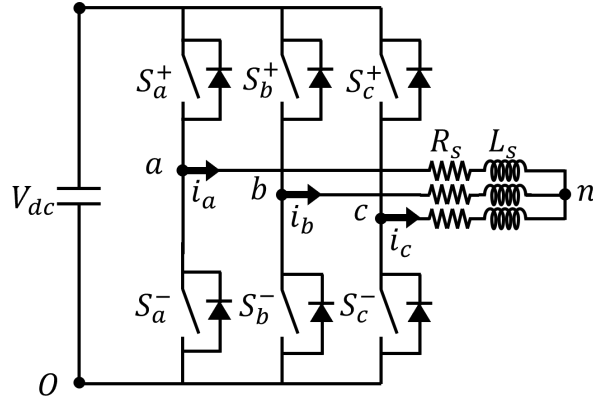 S_a^+ S_b^+ S_c^+
R_s L_s
a
V_dc i_a b n
i_b c
i_c
S_a^- S_b^- S_c^-
O